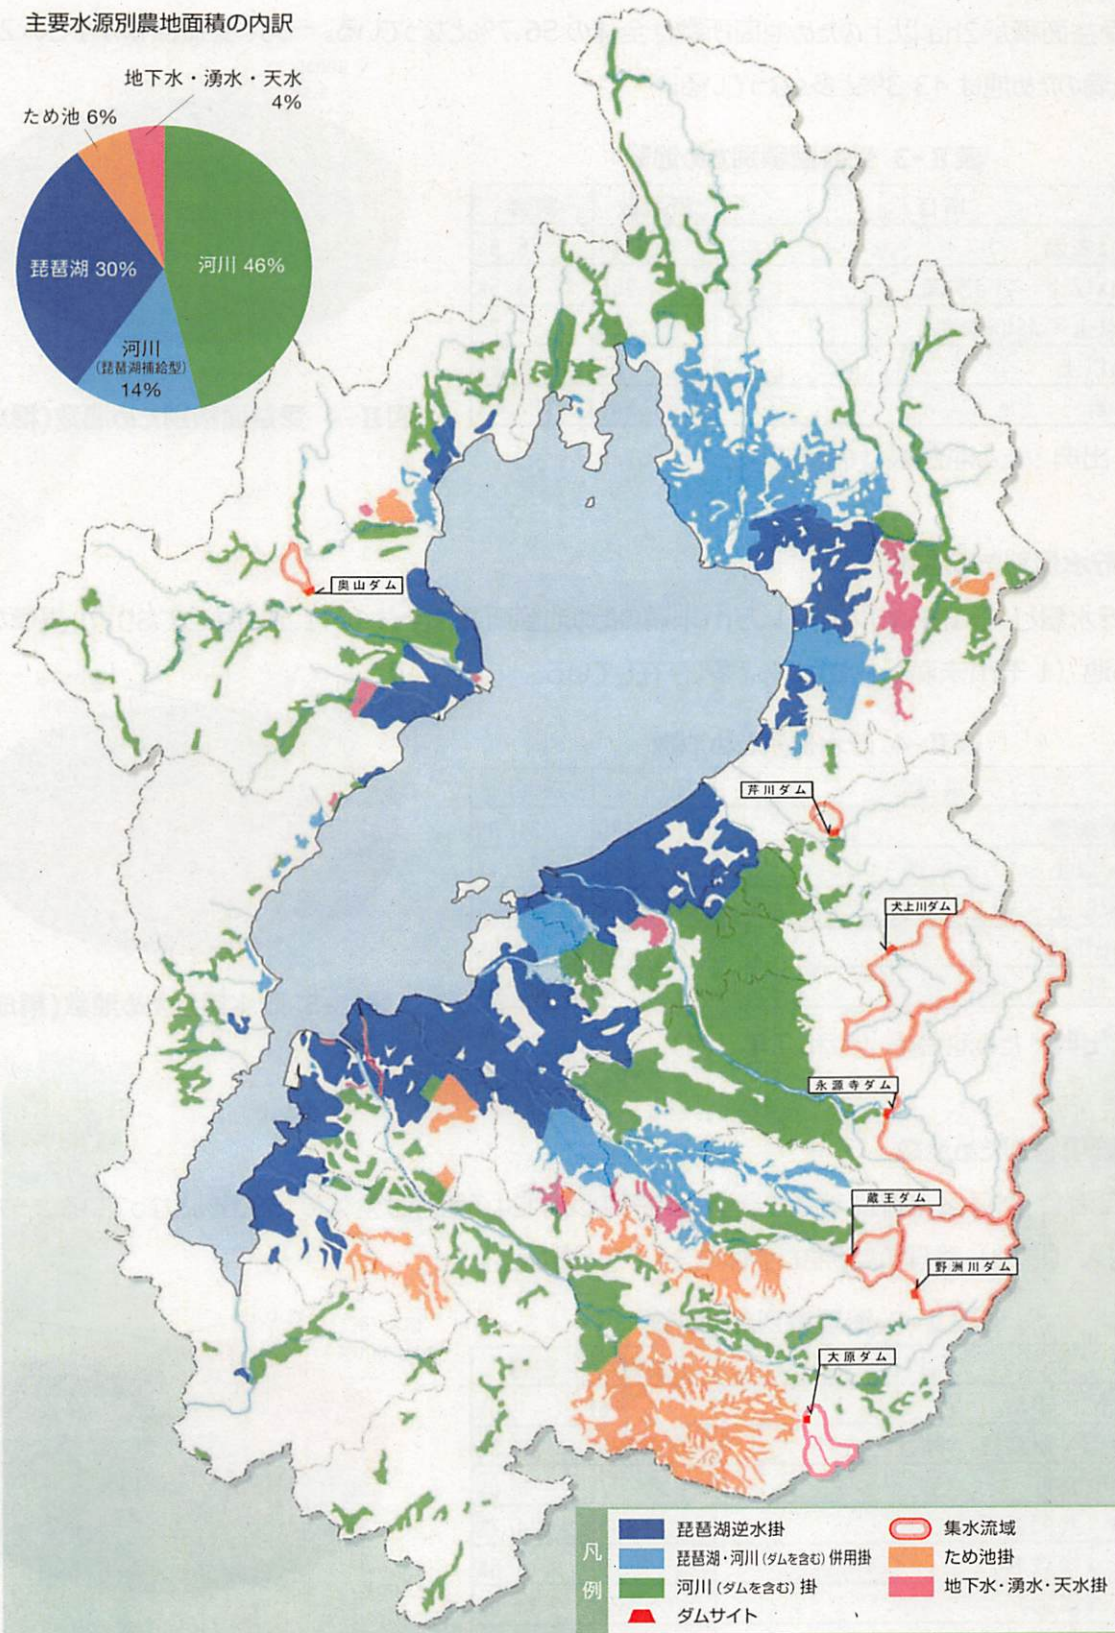 主要水源別農地面積の内訳
地下水・湧水・天水
4%
ため池 6%
琵琶湖 30%
河川 46%
河川
(琵琶湖補給型)
14%
奥山ダム
芹川ダム
犬上川ダム
永源寺ダム
蔵王ダム
野洲川ダム
大原ダム
凡例
琵琶湖逆水掛
琵琶湖・河川(ダムを含む)併用掛
河川(ダムを含む)掛
ダムサイト
集水流域
ため池掛
地下水・湧水・天水掛